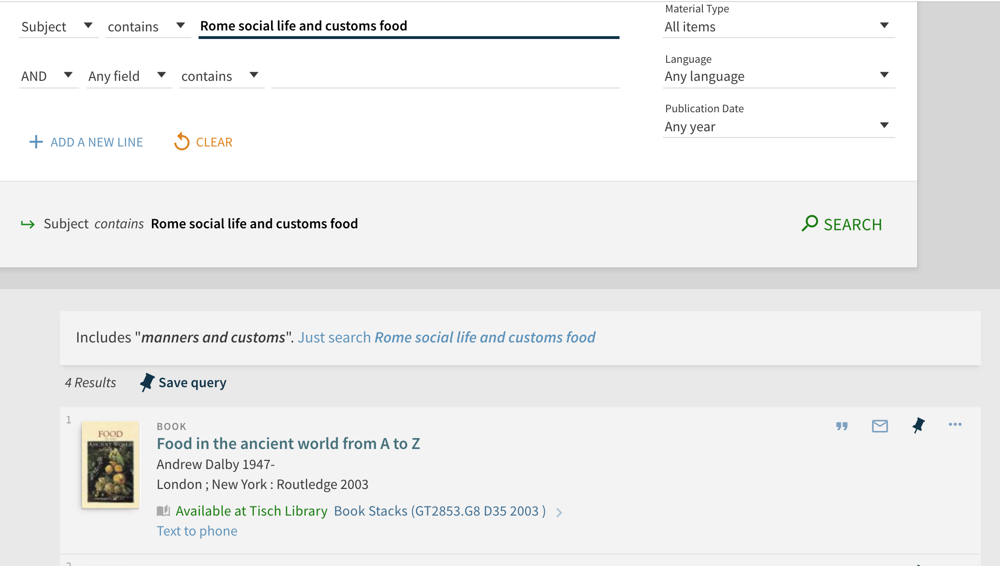 Subject contains Rome social life and customs food
Material Type
All items
AND Any field contains
Language
Any language
Publication Date
Any year
ADD A NEW LINE CLEAR
Subject contains Rome social life and customs food
SEARCH
Includes "manners and customs". Just search Rome social life and customs food
4 Results Save query
1
FOOD
ANCIENT WORLD
BOOK
Food in the ancient world from A to Z
Andrew Dalby 1947-
London ; New York : Routledge 2003
Available at Tisch Library Book Stacks (GT2853.G8 D35 2003 )
Text to phone